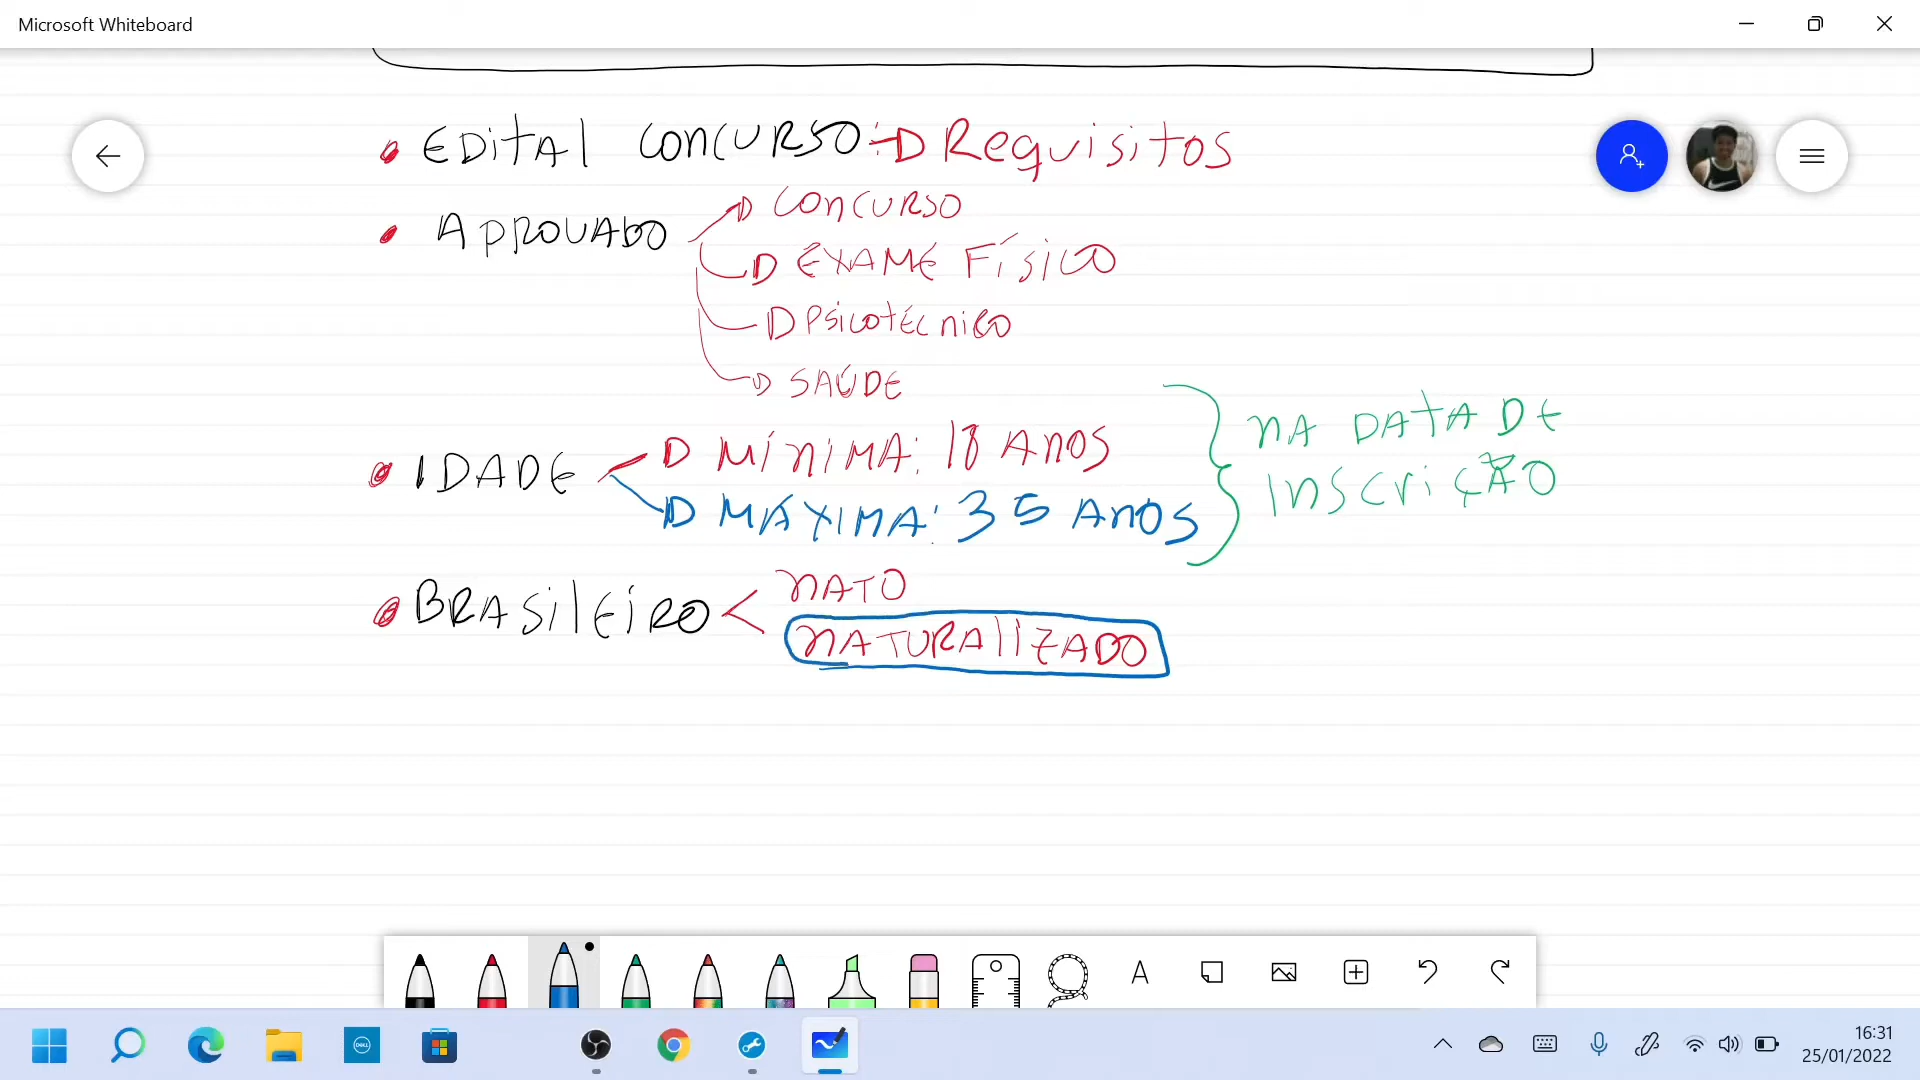 Microsoft Whiteboard
EDITAL CONCURSO: Requisitos
APROVADO
CONCURSO
EXAME FÍSICO
PSICOTÉCNICO
SAÚDE
IDADE
MÍNIMA: 18 ANOS
MÁXIMA: 35 ANOS
NA DATA DE
INSCRIÇÃO
BRASILEIRO
NATO
NATURALIZADO
A
DELL
16:31
25/01/2022